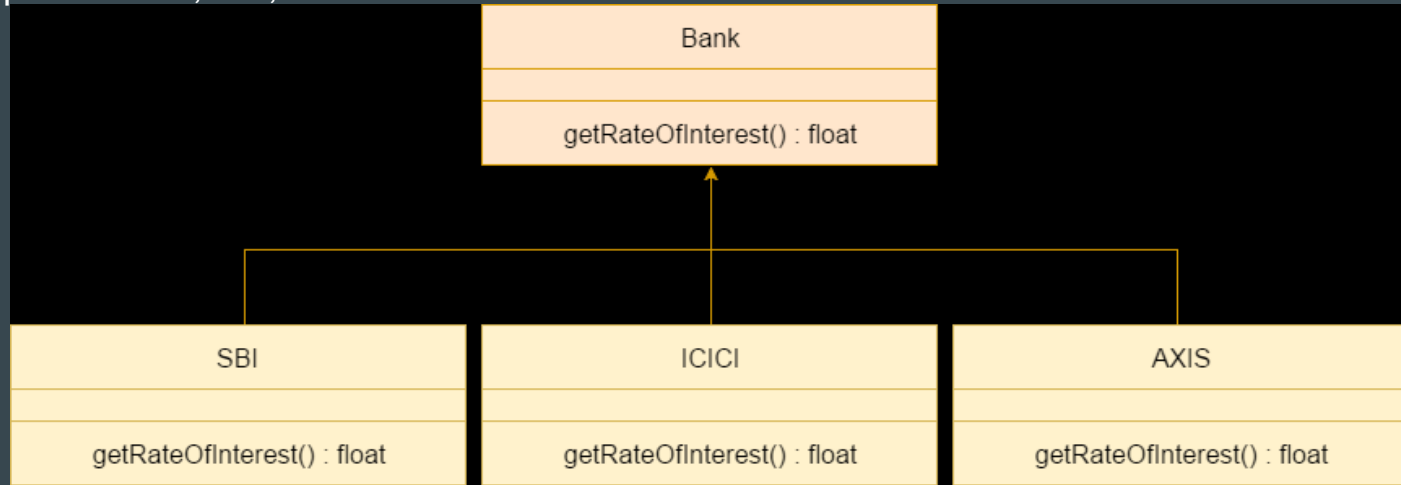 Bank
getRateOfInterest() : float
SBI
ICICI
AXIS
getRateOfInterest() : float
getRateOfInterest() : float
getRateOfInterest() : float